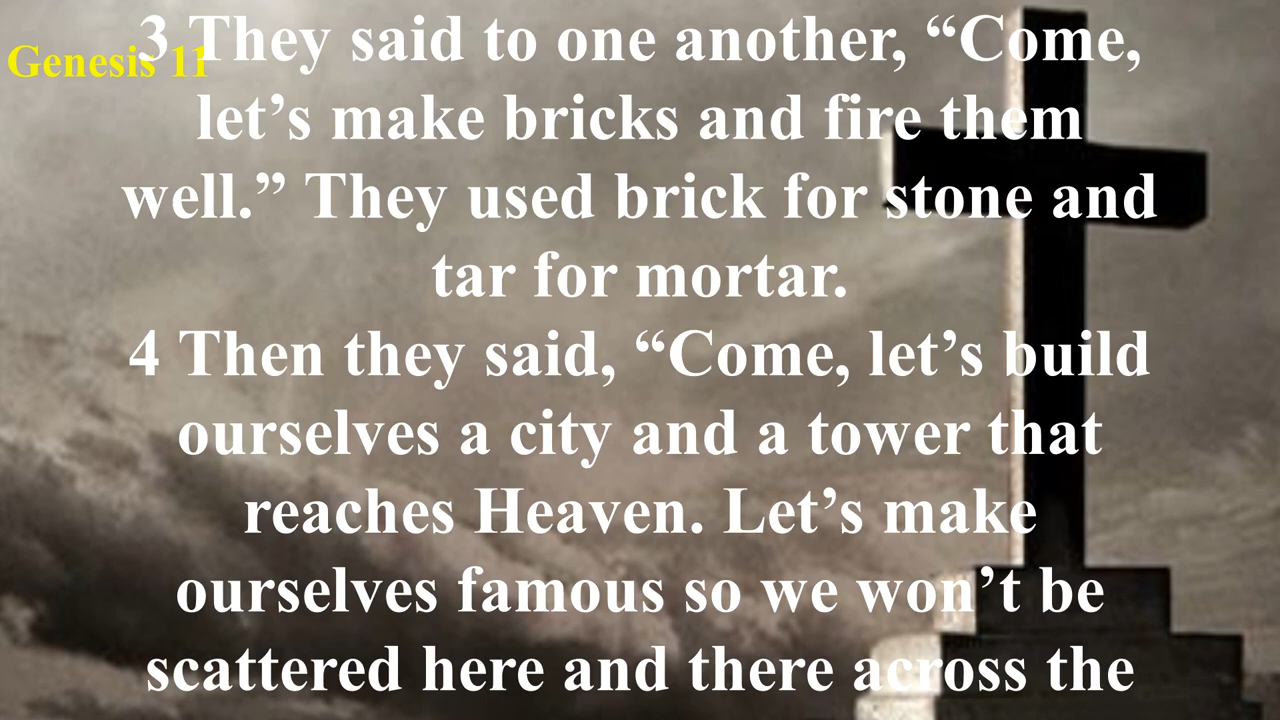 Genesis 11
3 They said to one another, “Come,
let’s make bricks and fire them
well.” They used brick for stone and
tar for mortar.
4 Then they said, “Come, let’s build
ourselves a city and a tower that
reaches Heaven. Let’s make
ourselves famous so we won’t be
scattered here and there across the